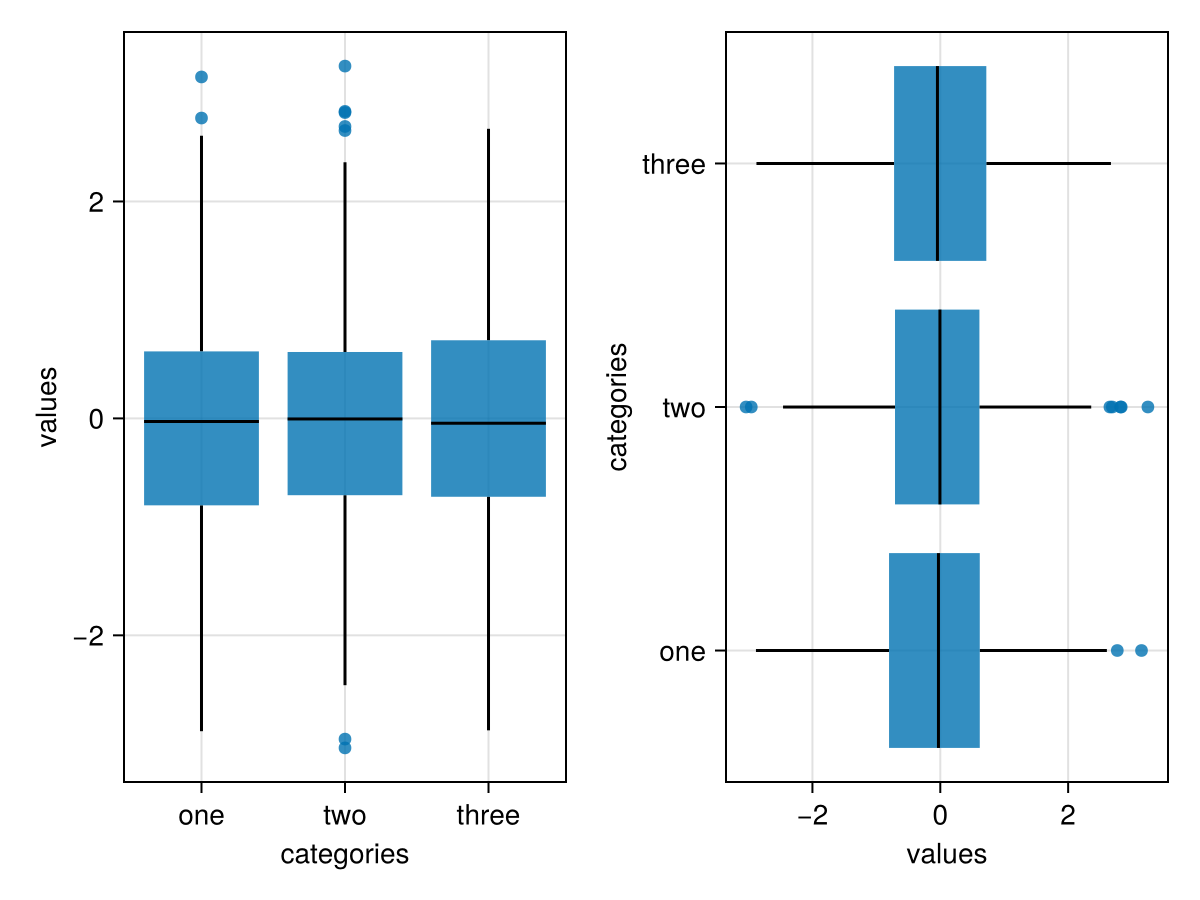 values
2
0
−2
one two three
categories
categories
three
two
one
−2 0 2
values